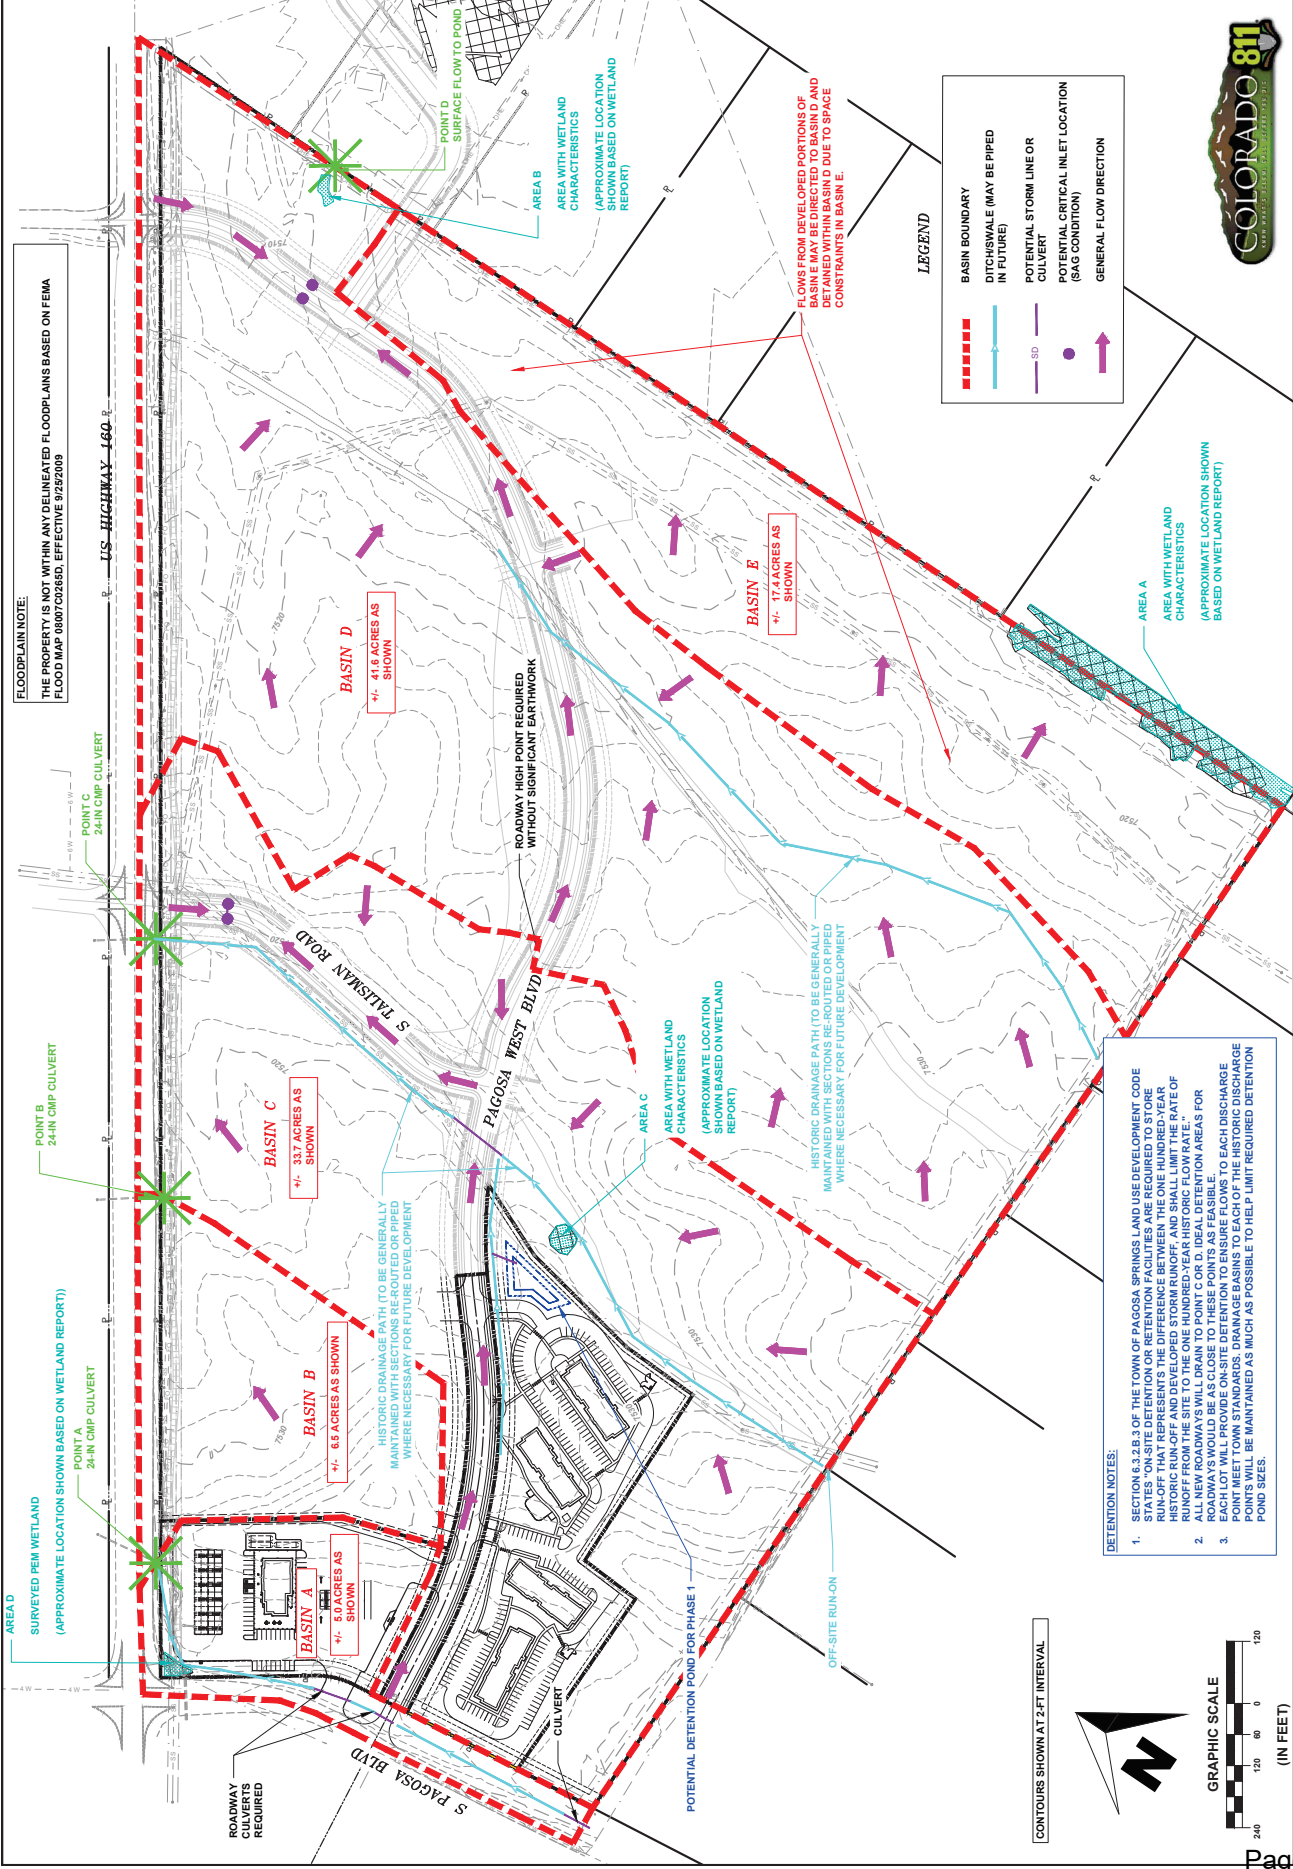 FLOODPLAIN NOTE:
THE PROPERTY IS NOT WITHIN ANY DELINEATED FLOODPLAINS BASED ON FEMA
FLOOD MAP 08007C0265D, EFFECTIVE 9/25/2009
AREA D
SURVEYED PEM WETLAND
(APPROXIMATE LOCATION SHOWN BASED ON WETLAND REPORT))
POINT A
24-IN CMP CULVERT
POINT B
24-IN CMP CULVERT
POINT C
24-IN CMP CULVERT
US HIGHWAY 160
POINT D
SURFACE FLOW TO POND
AREA B
AREA WITH WETLAND
CHARACTERISTICS
(APPROXIMATE LOCATION
SHOWN BASED ON WETLAND
REPORT)
7510
7520
BASIN D
+/- 41.6 ACRES AS
SHOWN
ROADWAY HIGH POINT REQUIRED
WITHOUT SIGNIFICANT EARTHWORK
S TALISMAN ROAD
PAGOSA WEST BLVD
7520
BASIN C
+/- 33.7 ACRES AS
SHOWN
7530
BASIN B
+/- 6.5 ACRES AS SHOWN
BASIN A
+/- 5.0 ACRES AS
SHOWN
ROADWAY
CULVERTS
REQUIRED
S PAGOSA BLVD
CULVERT
HISTORIC DRAINAGE PATH (TO BE GENERALLY
MAINTAINED WITH SECTIONS RE-ROUTED OR PIPED
WHERE NECESSARY FOR FUTURE DEVELOPMENT
AREA C
AREA WITH WETLAND
CHARACTERISTICS
(APPROXIMATE LOCATION
SHOWN BASED ON WETLAND
REPORT)
7530
7530
POTENTIAL DETENTION POND FOR PHASE 1
OFF-SITE RUN-ON
HISTORIC DRAINAGE PATH (TO BE GENERALLY
MAINTAINED WITH SECTIONS RE-ROUTED OR PIPED
WHERE NECESSARY FOR FUTURE DEVELOPMENT
7530
BASIN E
+/- 17.4 ACRES AS
SHOWN
7520
FLOWS FROM DEVELOPED PORTIONS OF
BASIN E MAY BE DIRECTED TO BASIN D AND
DETAINED WITHIN BASIN D DUE TO SPACE
CONSTRAINTS IN BASIN E.
AREA A
AREA WITH WETLAND
CHARACTERISTICS
(APPROXIMATE LOCATION SHOWN
BASED ON WETLAND REPORT)
LEGEND
BASIN BOUNDARY
DITCH/SWALE (MAY BE PIPED
IN FUTURE)
SD
POTENTIAL STORM LINE OR
CULVERT
POTENTIAL CRITICAL INLET LOCATION
(SAG CONDITION)
GENERAL FLOW DIRECTION
DETENTION NOTES:
1. SECTION 6.3.2.B.3 OF THE TOWN OF PAGOSA SPRINGS LAND USE DEVELOPMENT CODE
STATES "ON-SITE DETENTION OR RETENTION FACILITIES ARE REQUIRED TO STORE
RUN-OFF THAT REPRESENTS THE DIFFERENCE BETWEEN THE ONE HUNDRED-YEAR
HISTORIC RUN-OFF AND DEVELOPED STORM RUNOFF, AND SHALL LIMIT THE RATE OF
RUNOFF FROM THE SITE TO THE ONE HUNDRED-YEAR HISTORIC FLOW RATE."
2. ALL NEW ROADWAYS WILL DRAIN TO POINT C OR D. IDEAL DETENTION AREAS FOR
ROADWAYS WOULD BE AS CLOSE TO THESE POINTS AS FEASIBLE.
3. EACH LOT WILL PROVIDE ON-SITE DETENTION TO ENSURE FLOWS TO EACH DISCHARGE
POINT MEET TOWN STANDARDS. DRAINAGE BASINS TO EACH OF THE HISTORIC DISCHARGE
POINTS WILL BE MAINTAINED AS MUCH AS POSSIBLE TO HELP LIMIT REQUIRED DETENTION
POND SIZES.
CONTOURS SHOWN AT 2-FT INTERVAL
N
GRAPHIC SCALE
240 120 60 0 120
(IN FEET)
COLORADO 811
KNOW WHAT'S BELOW. CALL BEFORE YOU DIG.
Pag